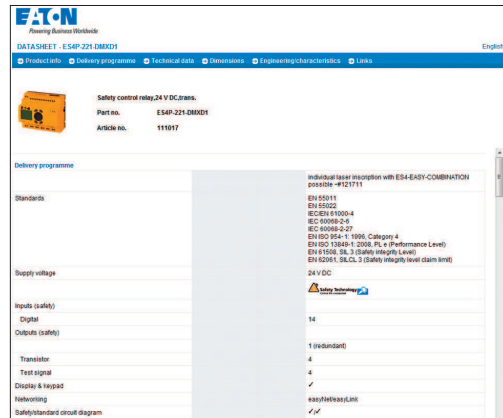 EATON
Powering Business Worldwide
DATASHEET - ES4P-221-DMXD1
English
Product info Delivery programme Technical data Dimensions Engineering/characteristics Links
Safety control relay,24 V DC,trans.
Part no. ES4P-221-DMXD1
Article no. 111017
Delivery programme
individual laser inscription with ES4-EASY-COMBINATION
possible →#121711
Standards
EN 55011
EN 55022
IEC/EN 61000-4
IEC 60068-2-6
IEC 60068-2-27
EN ISO 954-1: 1996, Category 4
EN ISO 13849-1: 2008, PL e (Performance Level)
EN 61508, SIL 3 (Safety Integrity Level)
EN 62061, SILCL 3 (Safety integrity level claim limit)
Supply voltage
24 V DC
Safety Technology
Inputs (safety)
Digital
14
Outputs (safety)
1 (redundant)
Transistor
4
Test signal
4
Display & keypad
✓
Networking
easyNet/easyLink
Safety/standard circuit diagram
✓/✓